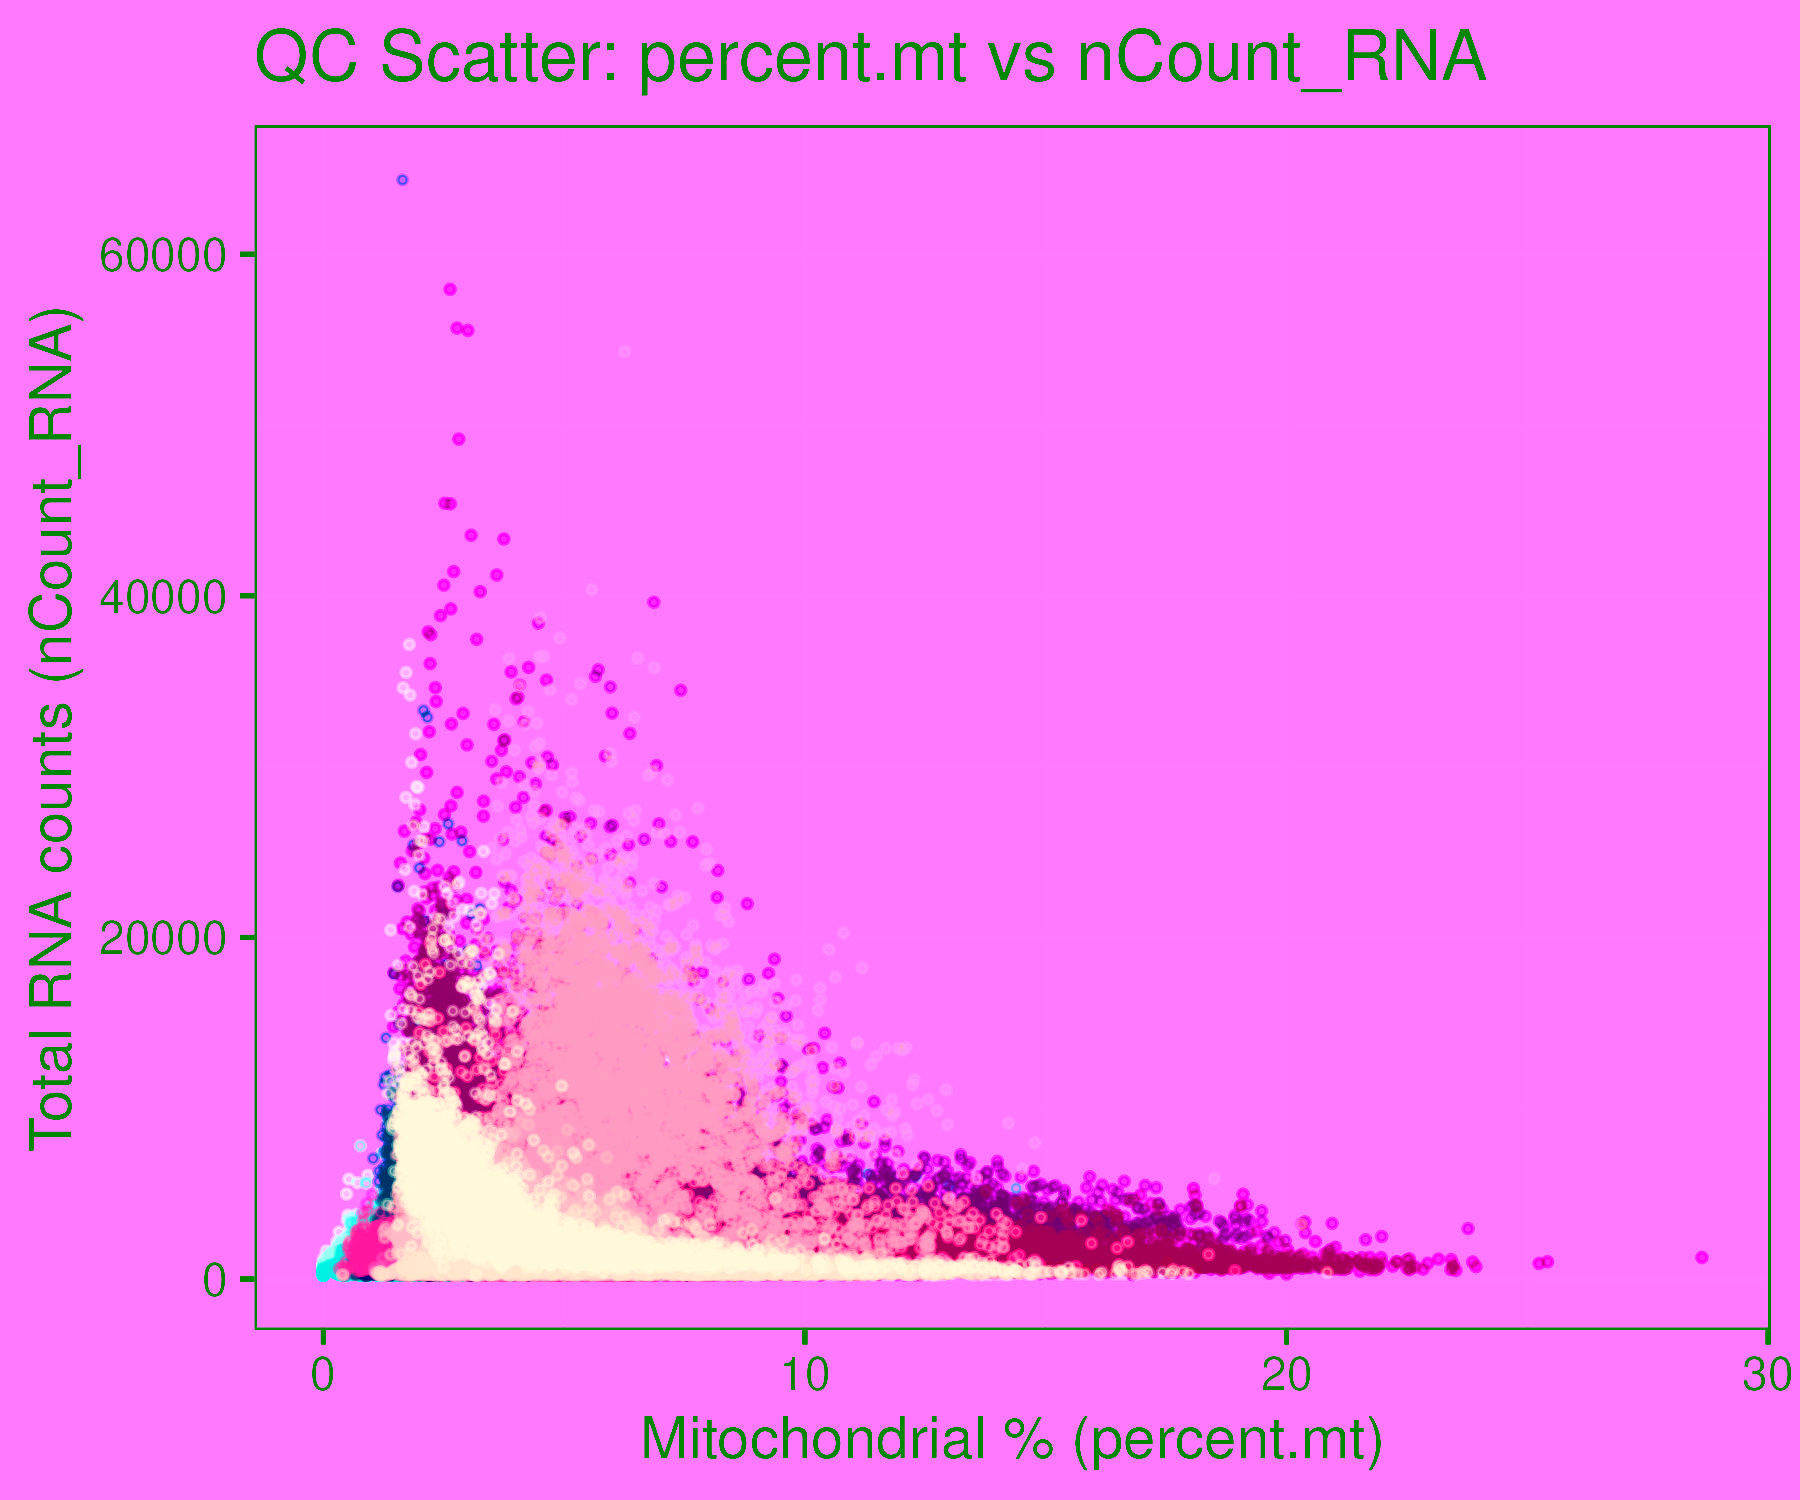 QC Scatter: percent.mt vs nCount_RNA
Total RNA counts (nCount_RNA)
60000
40000
20000
0
0 10 20 30
Mitochondrial % (percent.mt)